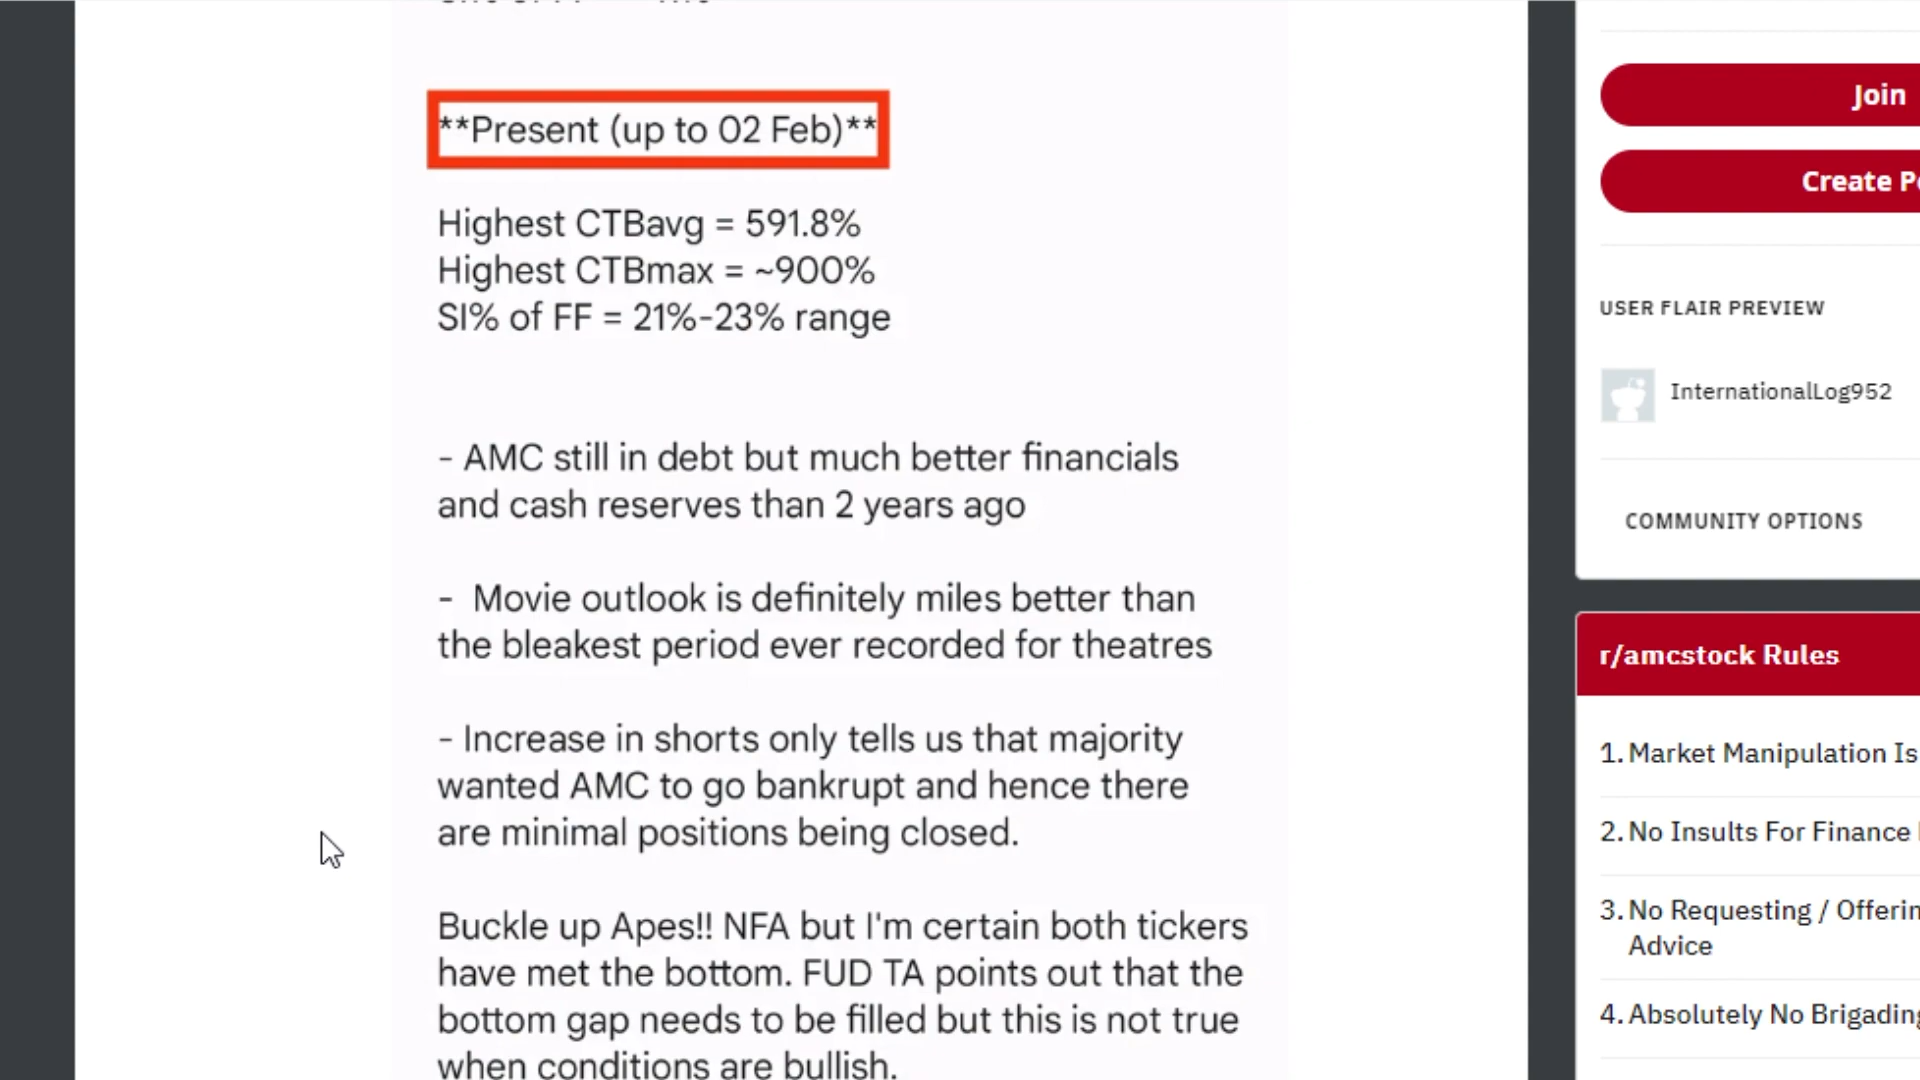 **Present (up to 02 Feb)**
Highest CTBavg = 591.8%
Highest CTBmax = ~900%
SI% of FF = 21%-23% range
- AMC still in debt but much better financials
and cash reserves than 2 years ago
- Movie outlook is definitely miles better than
the bleakest period ever recorded for theatres
- Increase in shorts only tells us that majority
wanted AMC to go bankrupt and hence there
are minimal positions being closed.
Buckle up Apes!! NFA but I'm certain both tickers
have met the bottom. FUD TA points out that the
bottom gap needs to be filled but this is not true
when conditions are bullish.
Join
Create
USER FLAIR PREVIEW
InternationalLog952
COMMUNITY OPTIONS
r/amcstock Rules
1. Market Manipulation Is
2. No Insults For Finance
3. No Requesting /
Advice
4. Absolutely No